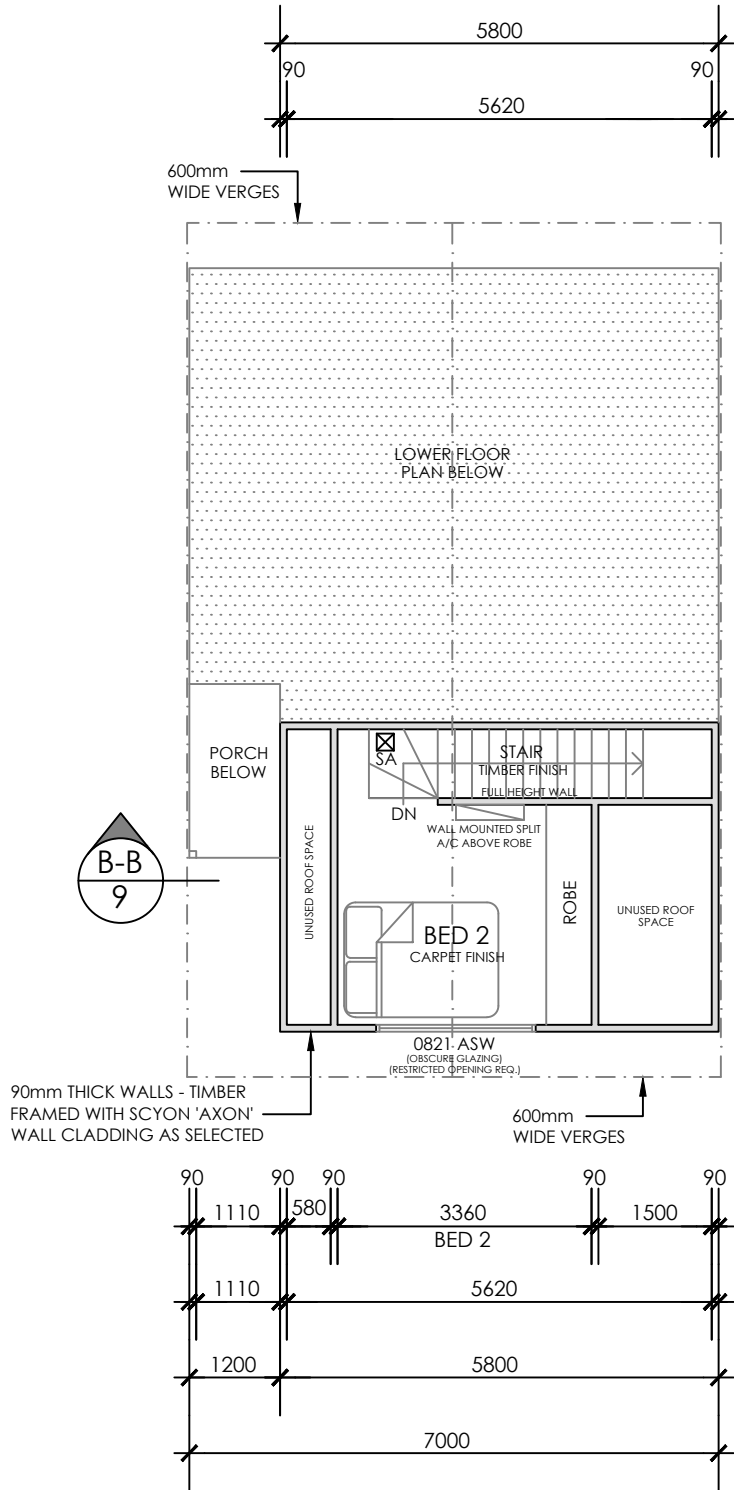 5800
90
90
5620
600mm
WIDE VERGES
LOWER FLOOR
PLAN BELOW
PORCH
BELOW
SA
STAIR
TIMBER FINISH
FULL HEIGHT WALL
DN
WALL MOUNTED SPLIT
A/C ABOVE ROBE
B-B
9
UNUSED ROOF SPACE
BED 2
CARPET FINISH
ROBE
UNUSED ROOF
SPACE
0821 ASW
(OBSCURE GLAZING)
(RESTRICTED OPENING REQ.)
90mm THICK WALLS - TIMBER
FRAMED WITH SCYON 'AXON'
WALL CLADDING AS SELECTED
600mm
WIDE VERGES
90
90
90
90
90
1110
580
3360
1500
BED 2
1110
5620
1200
5800
7000